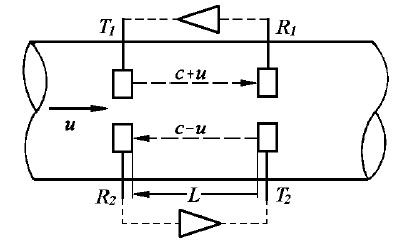 T₁ R₁
c+u
u
c−u
R₂ L T₂